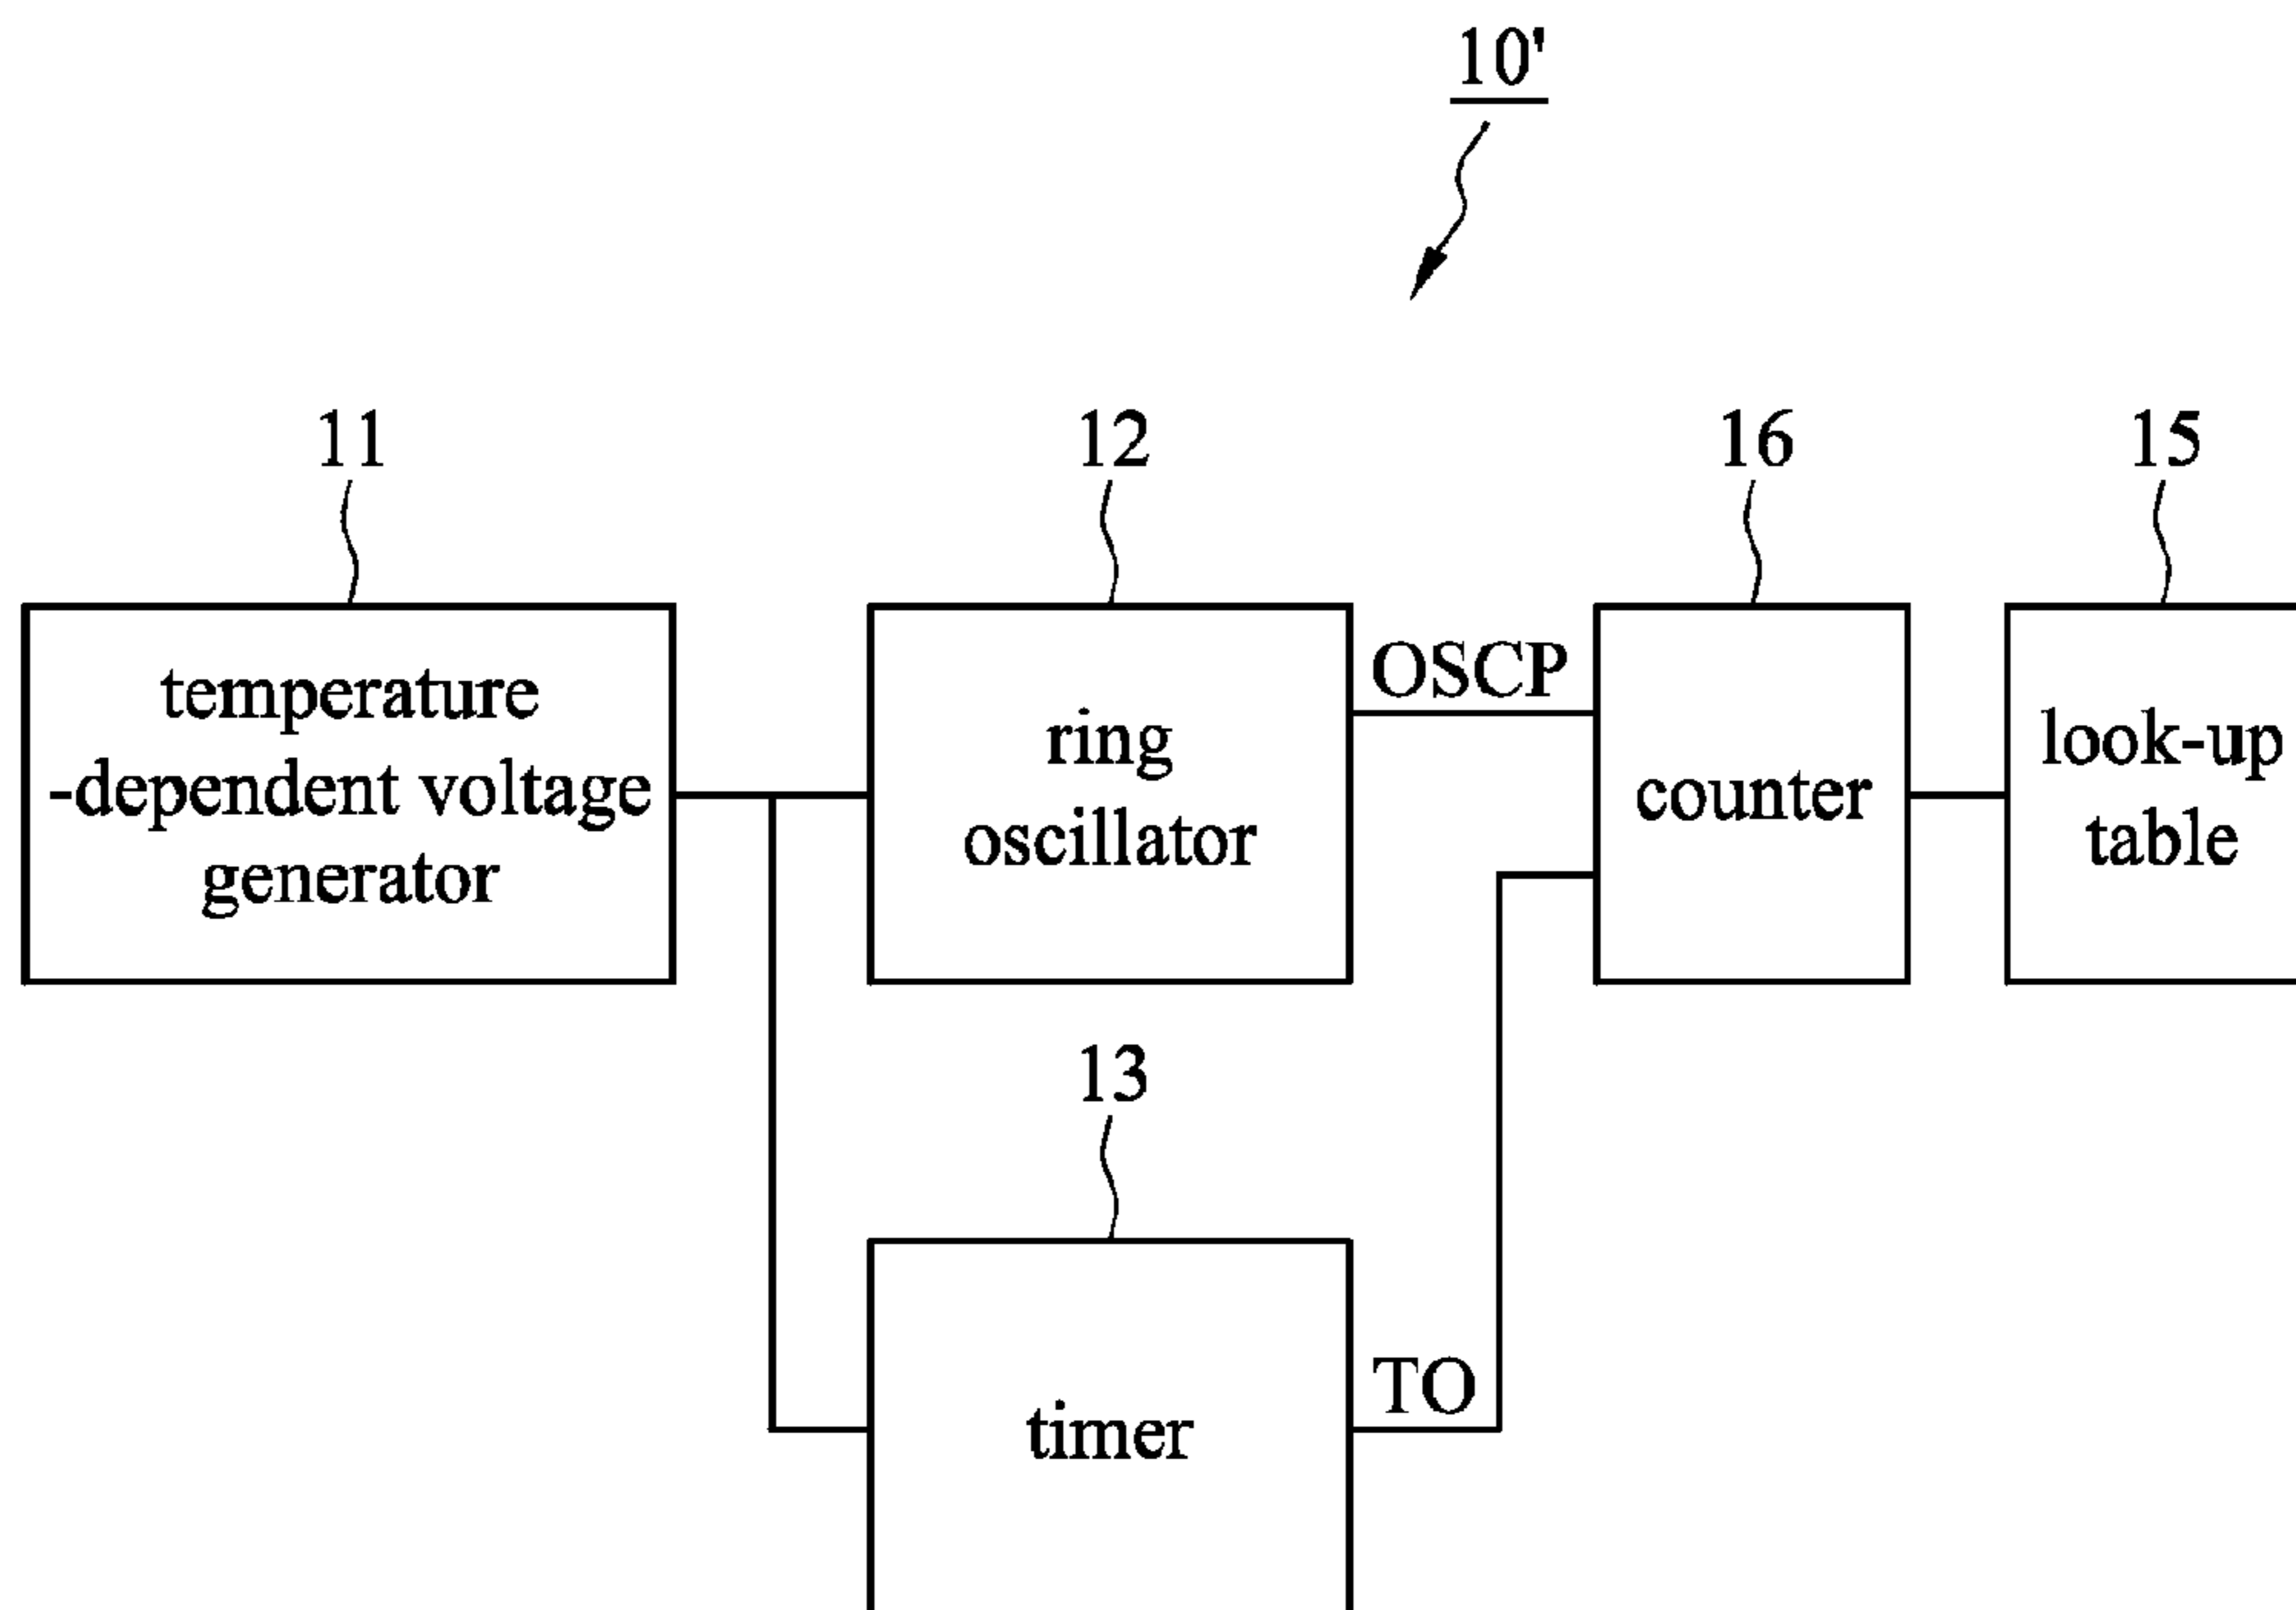 10'
11
12
16
15
temperature
-dependent voltage
generator
ring
oscillator
OSCP
counter
look-up
table
13
timer
TO